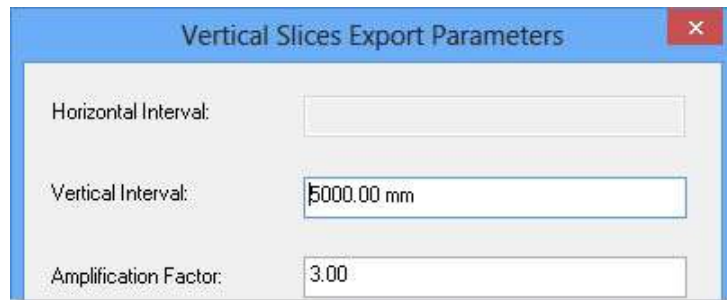 Vertical Slices Export Parameters
Horizontal Interval:
Vertical Interval: 5000.00 mm
Amplification Factor: 3.00